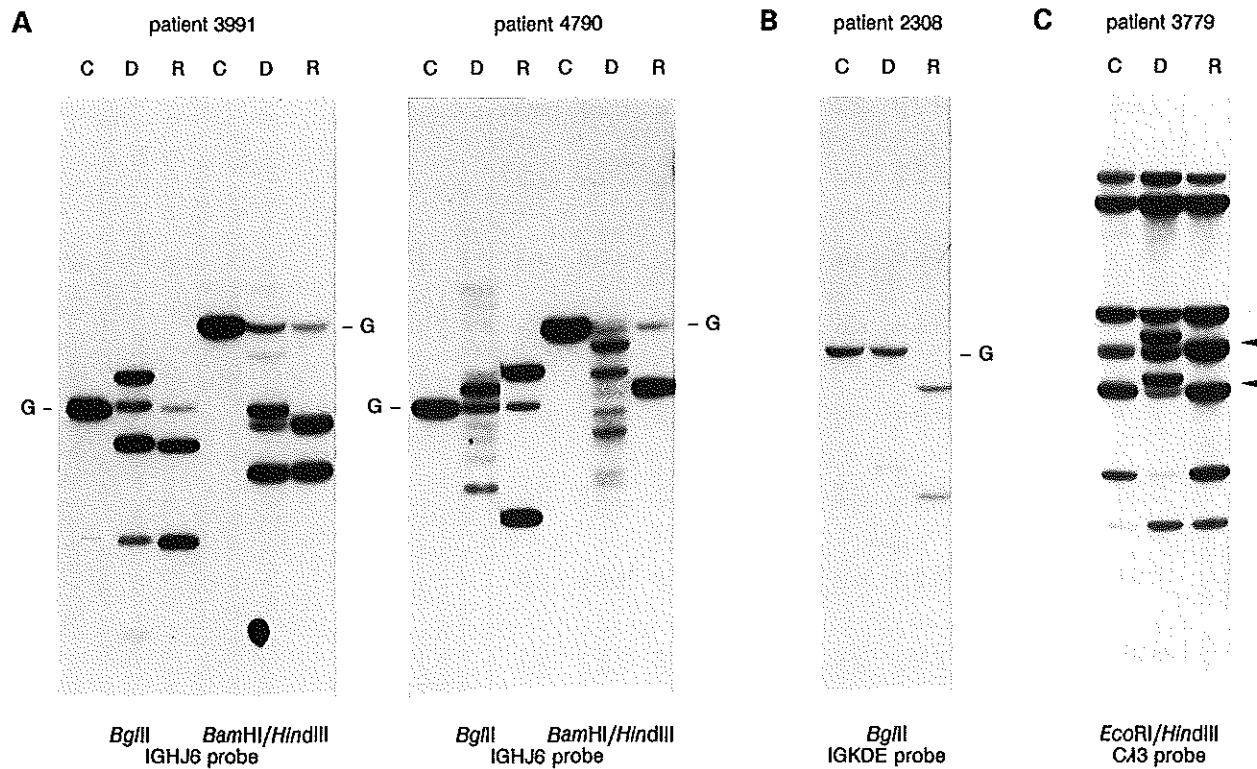 A patient 3991 patient 4790 B patient 2308 C patient 3779
C D R C D R C D R C D R C D R C D R
– G – G – G
G – G –
BglII BamHI/HindIII BglII BamHI/HindIII BglII EcoRI/HindIII
IGHJ6 probe IGHJ6 probe IGKDE probe Cλ3 probe